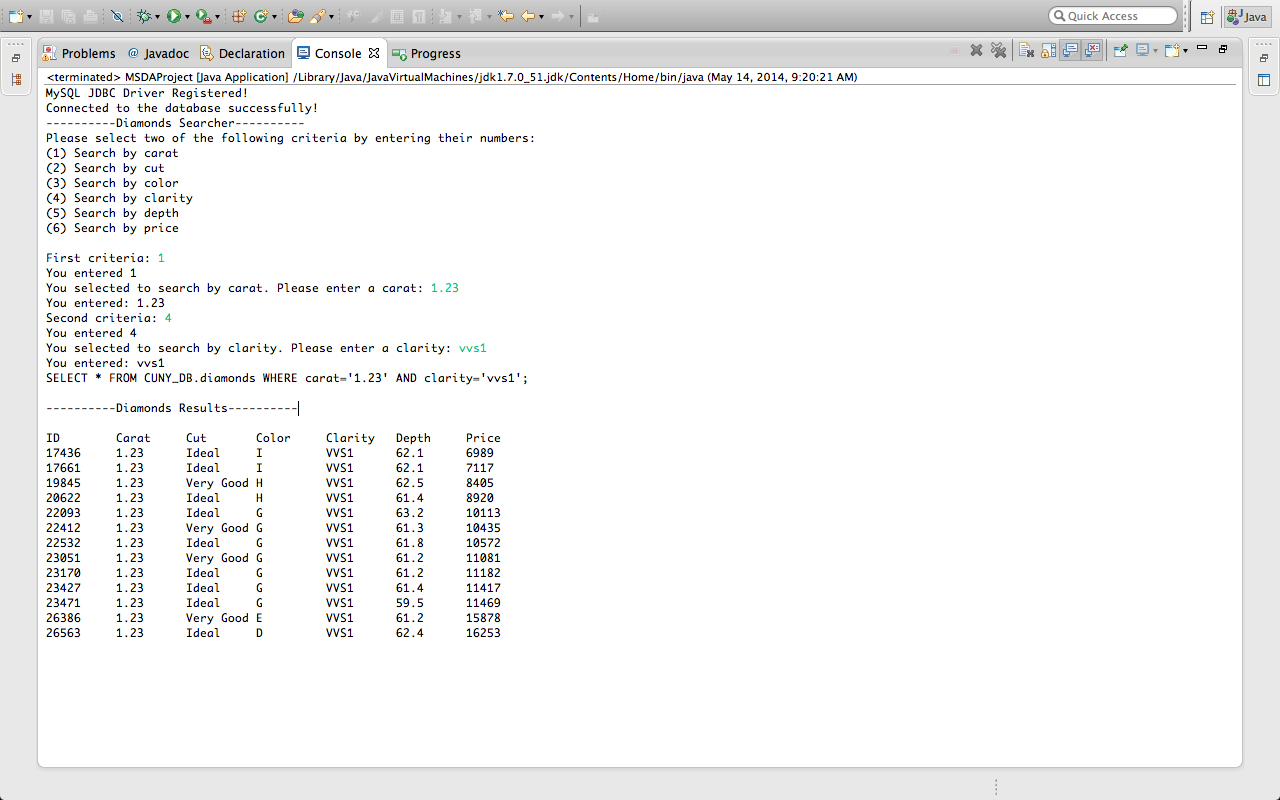 Quick Access
Java
Problems @ Javadoc Declaration Console Progress
<terminated> MSDAProject [Java Application] /Library/Java/JavaVirtualMachines/jdk1.7.0_51.jdk/Contents/Home/bin/java (May 14, 2014, 9:20:21 AM)
MySQL JDBC Driver Registered!
Connected to the database successfully!
----------Diamonds Searcher----------
Please select two of the following criteria by entering their numbers:
(1) Search by carat
(2) Search by cut
(3) Search by color
(4) Search by clarity
(5) Search by depth
(6) Search by price
First criteria: 1
You entered 1
You selected to search by carat. Please enter a carat: 1.23
You entered: 1.23
Second criteria: 4
You entered 4
You selected to search by clarity. Please enter a clarity: vvs1
You entered: vvs1
SELECT * FROM CUNY_DB.diamonds WHERE carat='1.23' AND clarity='vvs1';
----------Diamonds Results----------
ID Carat Cut Color Clarity Depth Price
17436 1.23 Ideal I VVS1 62.1 6989
17661 1.23 Ideal I VVS1 62.1 7117
19845 1.23 Very Good H VVS1 62.5 8405
20622 1.23 Ideal H VVS1 61.4 8920
22093 1.23 Ideal G VVS1 63.2 10113
22412 1.23 Very Good G VVS1 61.3 10435
22532 1.23 Ideal G VVS1 61.8 10572
23051 1.23 Very Good G VVS1 61.2 11081
23170 1.23 Ideal G VVS1 61.2 11182
23427 1.23 Ideal G VVS1 61.4 11417
23471 1.23 Ideal G VVS1 59.5 11469
26386 1.23 Very Good E VVS1 61.2 15878
26563 1.23 Ideal D VVS1 62.4 16253